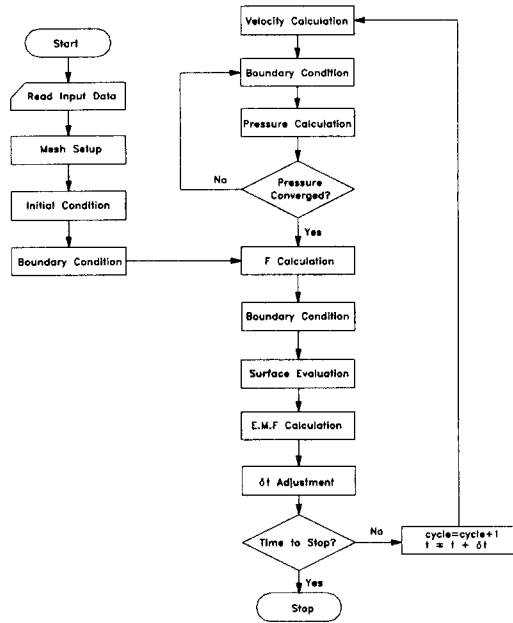 Start
Read Input Data
Mesh Setup
Initial Condition
Boundary Condition
Velocity Calculation
Boundary Condition
Pressure Calculation
Pressure
Converged?
No
Yes
F Calculation
Boundary Condition
Surface Evaluation
E.M.F Calculation
δt Adjustment
Time to Stop?
No
cycle=cycle+1
t = t + δt
Yes
Stop